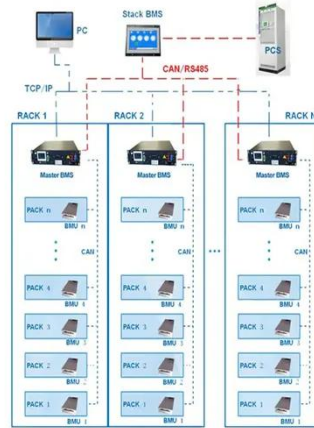 PC
Stack BMS
PCS
CAN/RS485
TCP/IP
RACK 1
RACK 2
RACK N
Master BMS
Master BMS
Master BMS
PACK n
BMU n
PACK n
BMU n
PACK n
BMU n
CAN
CAN
CAN
PACK 4
BMU 4
PACK 4
BMU 4
PACK 4
BMU 4
PACK 3
BMU 3
PACK 3
BMU 3
PACK 3
BMU 3
PACK 2
BMU 2
PACK 2
BMU 2
PACK 2
BMU 2
PACK 1
BMU 1
PACK 1
BMU 1
PACK 1
BMU 1